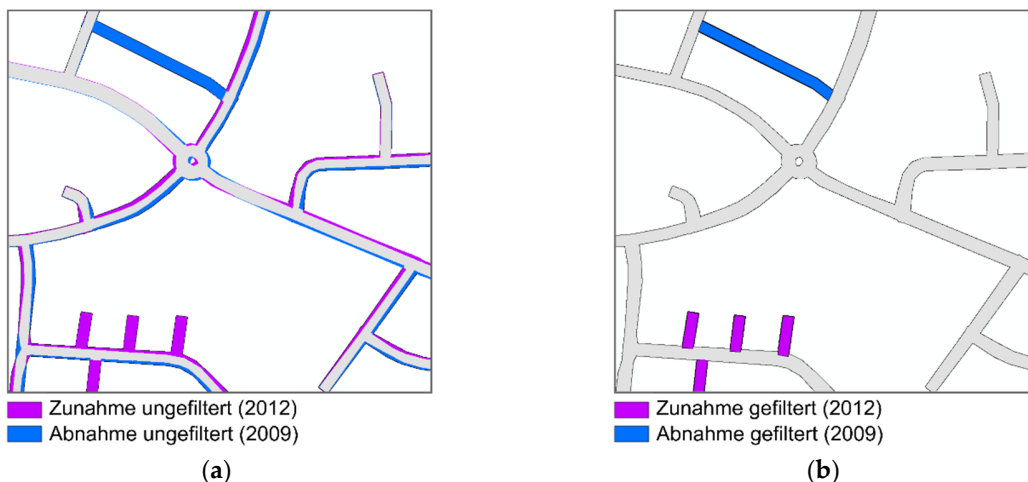 Zunahme ungefiltert (2012)
Abnahme ungefiltert (2009)
(a)
Zunahme gefiltert (2012)
Abnahme gefiltert (2009)
(b)